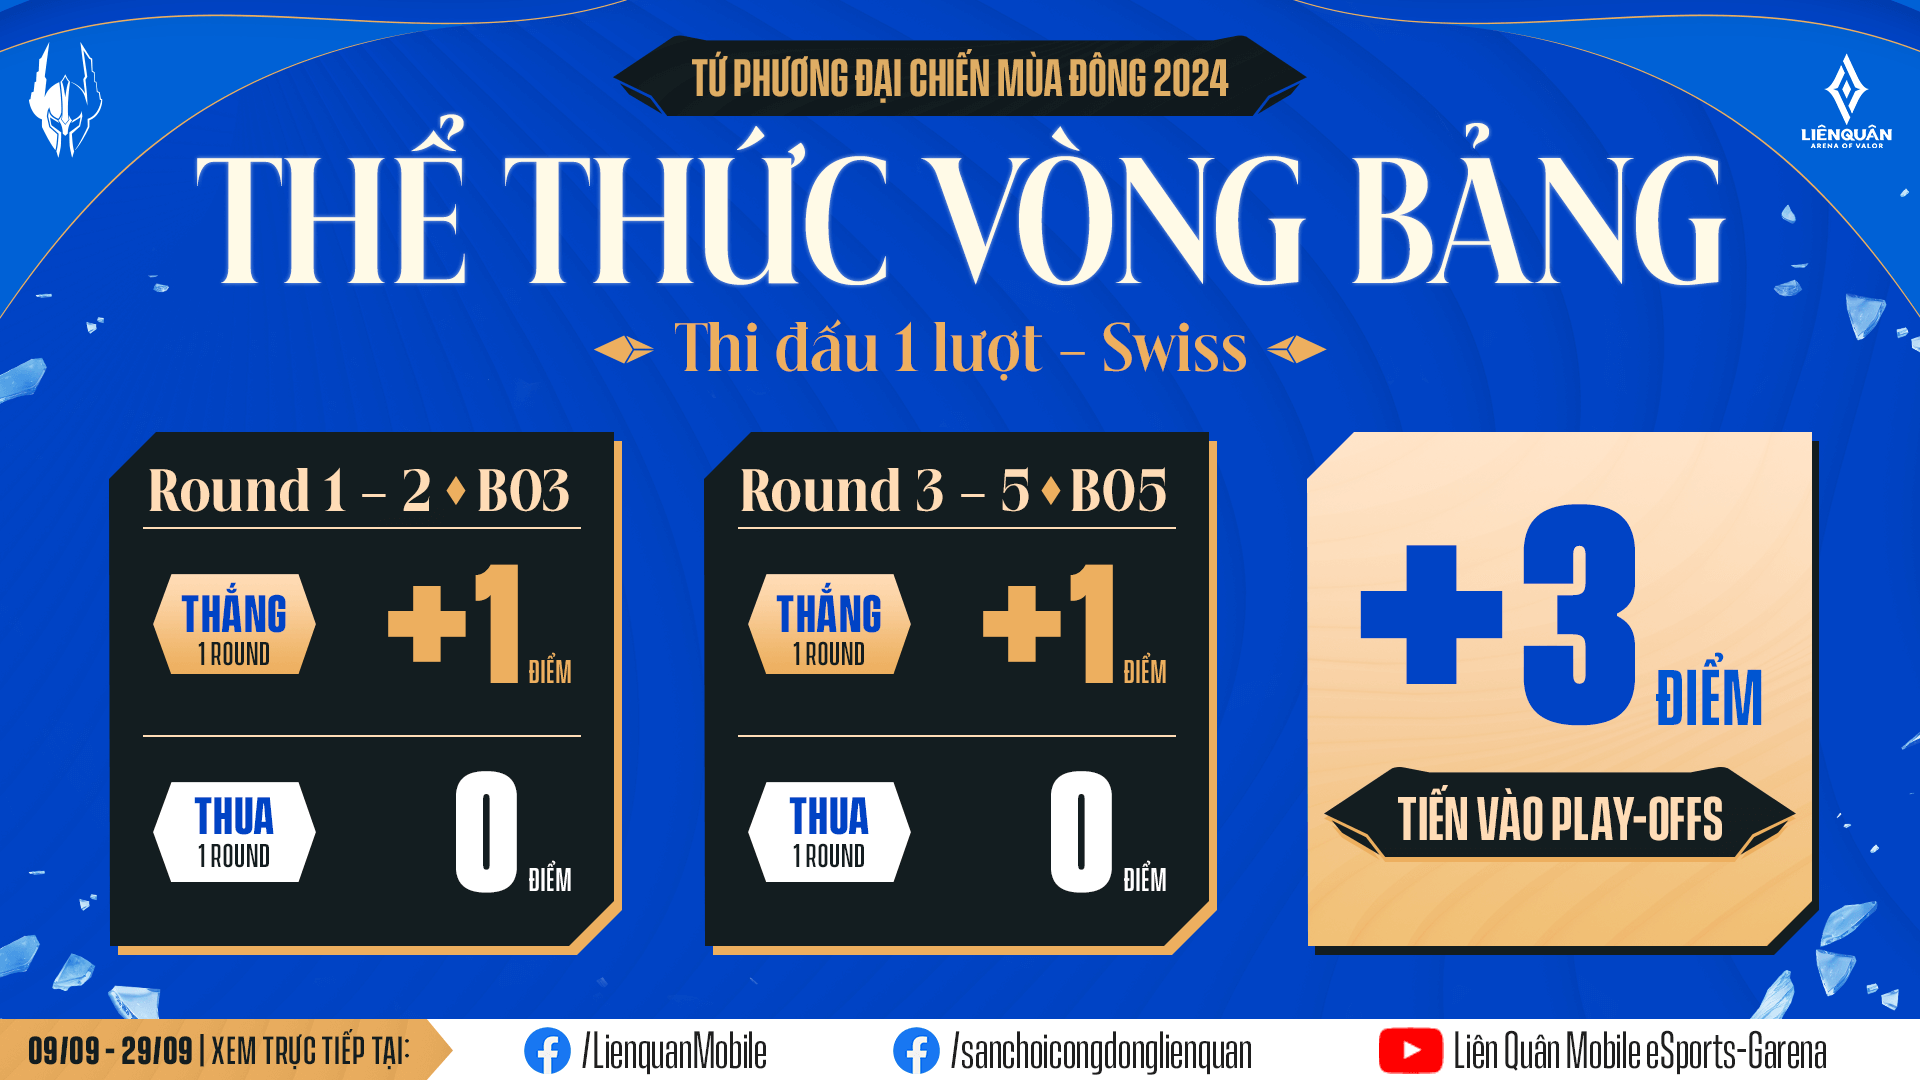 TỨ PHƯƠNG ĐẠI CHIẾN MÙA ĐÔNG 2024
LIÊNQUÂN
ARENA OF VALOR
THỂ THỨC VÒNG BẢNG
Thi đấu 1 lượt – Swiss
Round 1 – 2 ♦ BO3
THẮNG
1 ROUND
+1 ĐIỂM
THUA
1 ROUND
0 ĐIỂM
Round 3 – 5 ♦ BO5
THẮNG
1 ROUND
+1 ĐIỂM
THUA
1 ROUND
0 ĐIỂM
+3 ĐIỂM
TIẾN VÀO PLAY-OFFS
09/09 - 29/09 | XEM TRỰC TIẾP TẠI:
/LienquanMobile
/sanchoicongdonglienquan
Liên Quân Mobile eSports-Garena